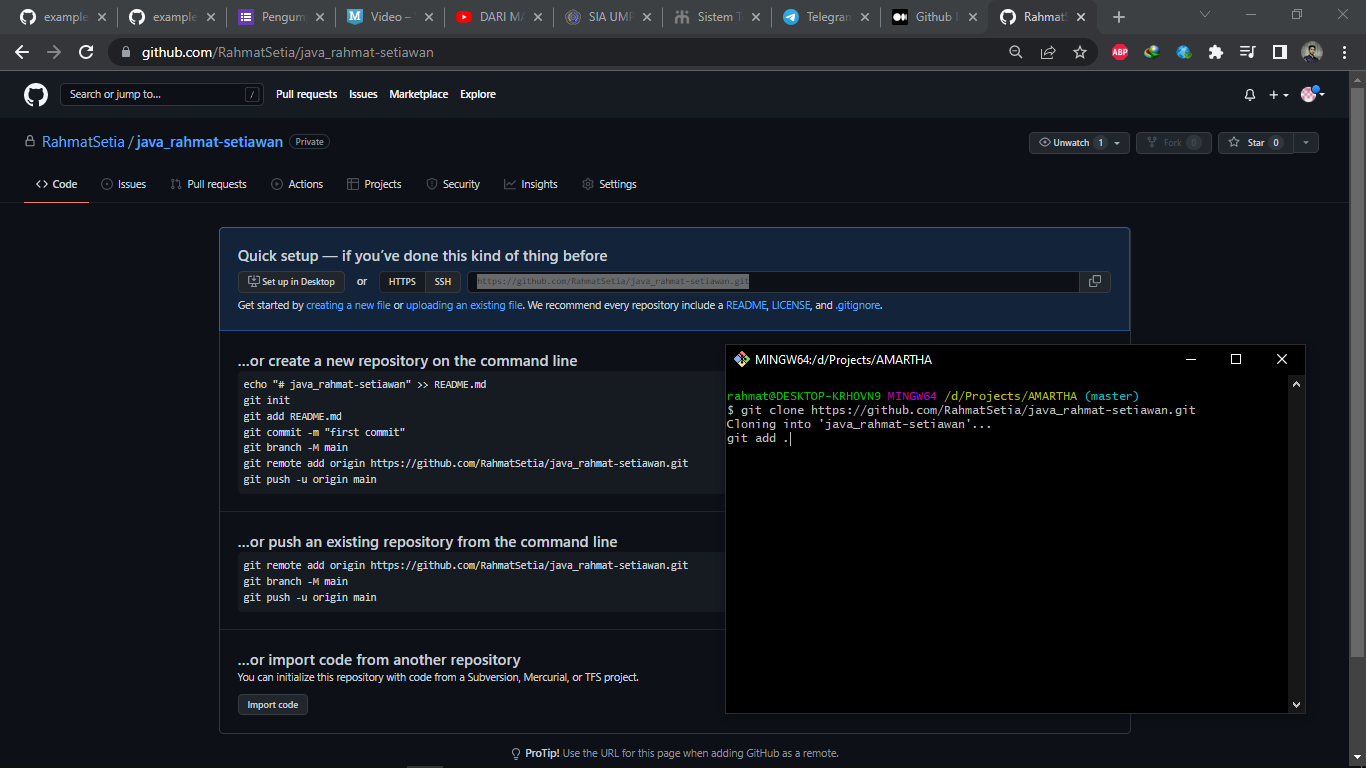 example
example
Pengum
Video –
DARI MA
SIA UMP
Sistem T
Telegram
Github
Rahmat
github.com/RahmatSetia/java_rahmat-setiawan
ABP
Search or jump to...
/
Pull requests
Issues
Marketplace
Explore
RahmatSetia / java_rahmat-setiawan
Private
Unwatch 1
Fork 0
Star 0
Code
Issues
Pull requests
Actions
Projects
Security
Insights
Settings
Quick setup — if you’ve done this kind of thing before
Set up in Desktop
or
HTTPS
SSH
https://github.com/RahmatSetia/java_rahmat-setiawan.git
Get started by creating a new file or uploading an existing file. We recommend every repository include a README, LICENSE, and .gitignore.
...or create a new repository on the command line
echo "# java_rahmat-setiawan" >> README.md
git init
git add README.md
git commit -m "first commit"
git branch -M main
git remote add origin https://github.com/RahmatSetia/java_rahmat-setiawan.git
git push -u origin main
...or push an existing repository from the command line
git remote add origin https://github.com/RahmatSetia/java_rahmat-setiawan.git
git branch -M main
git push -u origin main
...or import code from another repository
You can initialize this repository with code from a Subversion, Mercurial, or TFS project.
Import code
ProTip! Use the URL for this page when adding GitHub as a remote.
MINGW64:/d/Projects/AMARTHA
rahmat@DESKTOP-KRHOVN9 MINGW64 /d/Projects/AMARTHA (master)
$ git clone https://github.com/RahmatSetia/java_rahmat-setiawan.git
Cloning into 'java_rahmat-setiawan'...
git add .